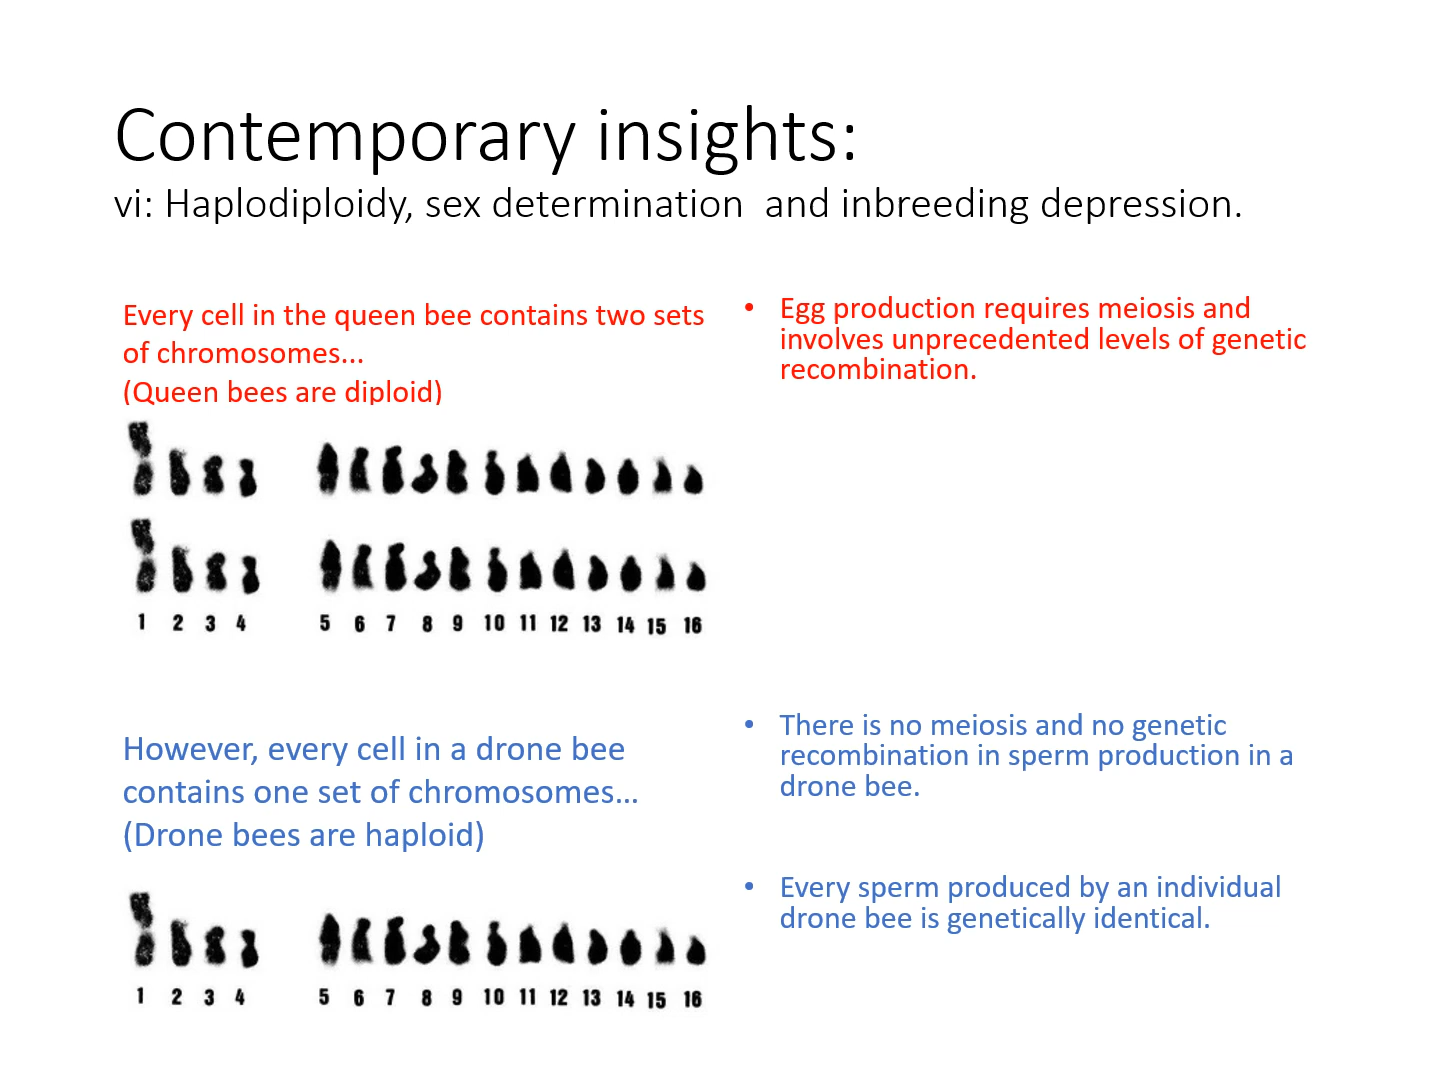 Contemporary insights:
vi: Haplodiploidy, sex determination  and inbreeding depression.
Every cell in the queen bee contains two sets
of chromosomes...
(Queen bees are diploid)
• Egg production requires meiosis and
involves unprecedented levels of genetic
recombination.
1 2 3 4 5 6 7 8 9 10 11 12 13 14 15 16
However, every cell in a drone bee
contains one set of chromosomes...
(Drone bees are haploid)
• There is no meiosis and no genetic
recombination in sperm production in a
drone bee.
• Every sperm produced by an individual
drone bee is genetically identical.
1 2 3 4 5 6 7 8 9 10 11 12 13 14 15 16